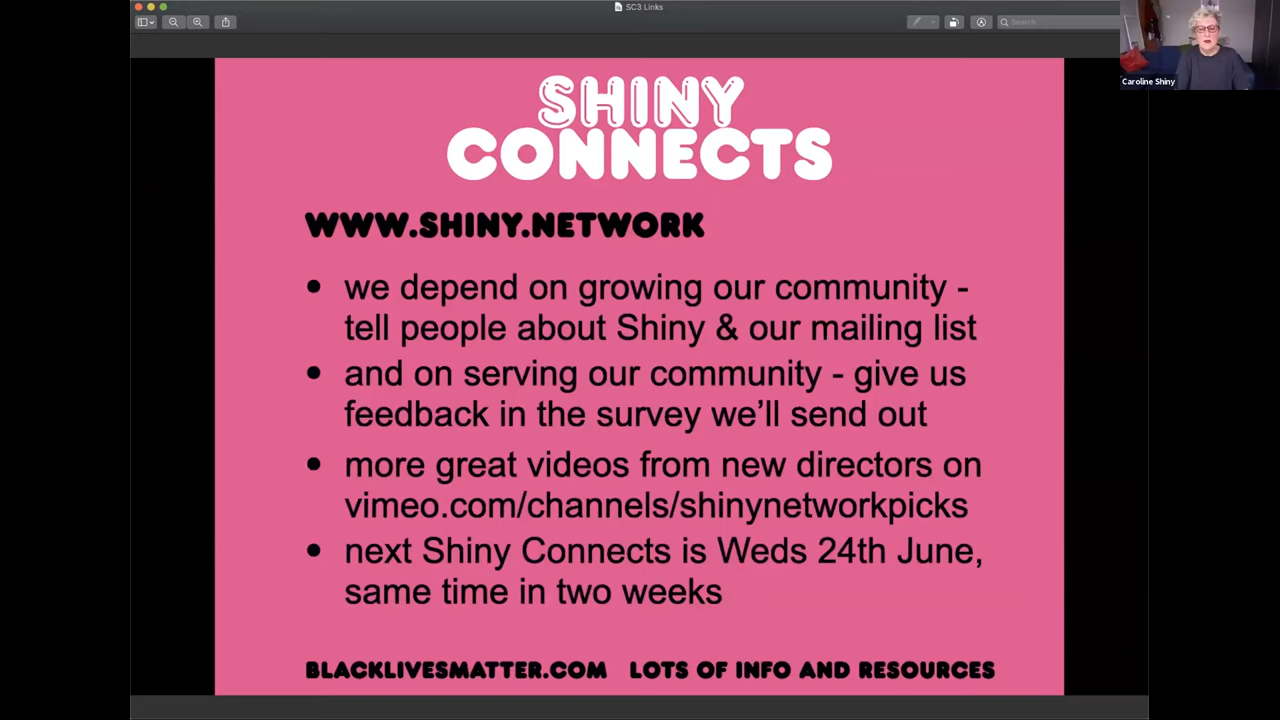 SC3 Links
Search
Caroline Shiny
SHINY
CONNECTS
WWW.SHINY.NETWORK
• we depend on growing our community -
tell people about Shiny & our mailing list
• and on serving our community - give us
feedback in the survey we'll send out
• more great videos from new directors on
vimeo.com/channels/shinynetworkpicks
• next Shiny Connects is Weds 24th June,
same time in two weeks
BLACKLIVESMATTER.COM LOTS OF INFO AND RESOURCES